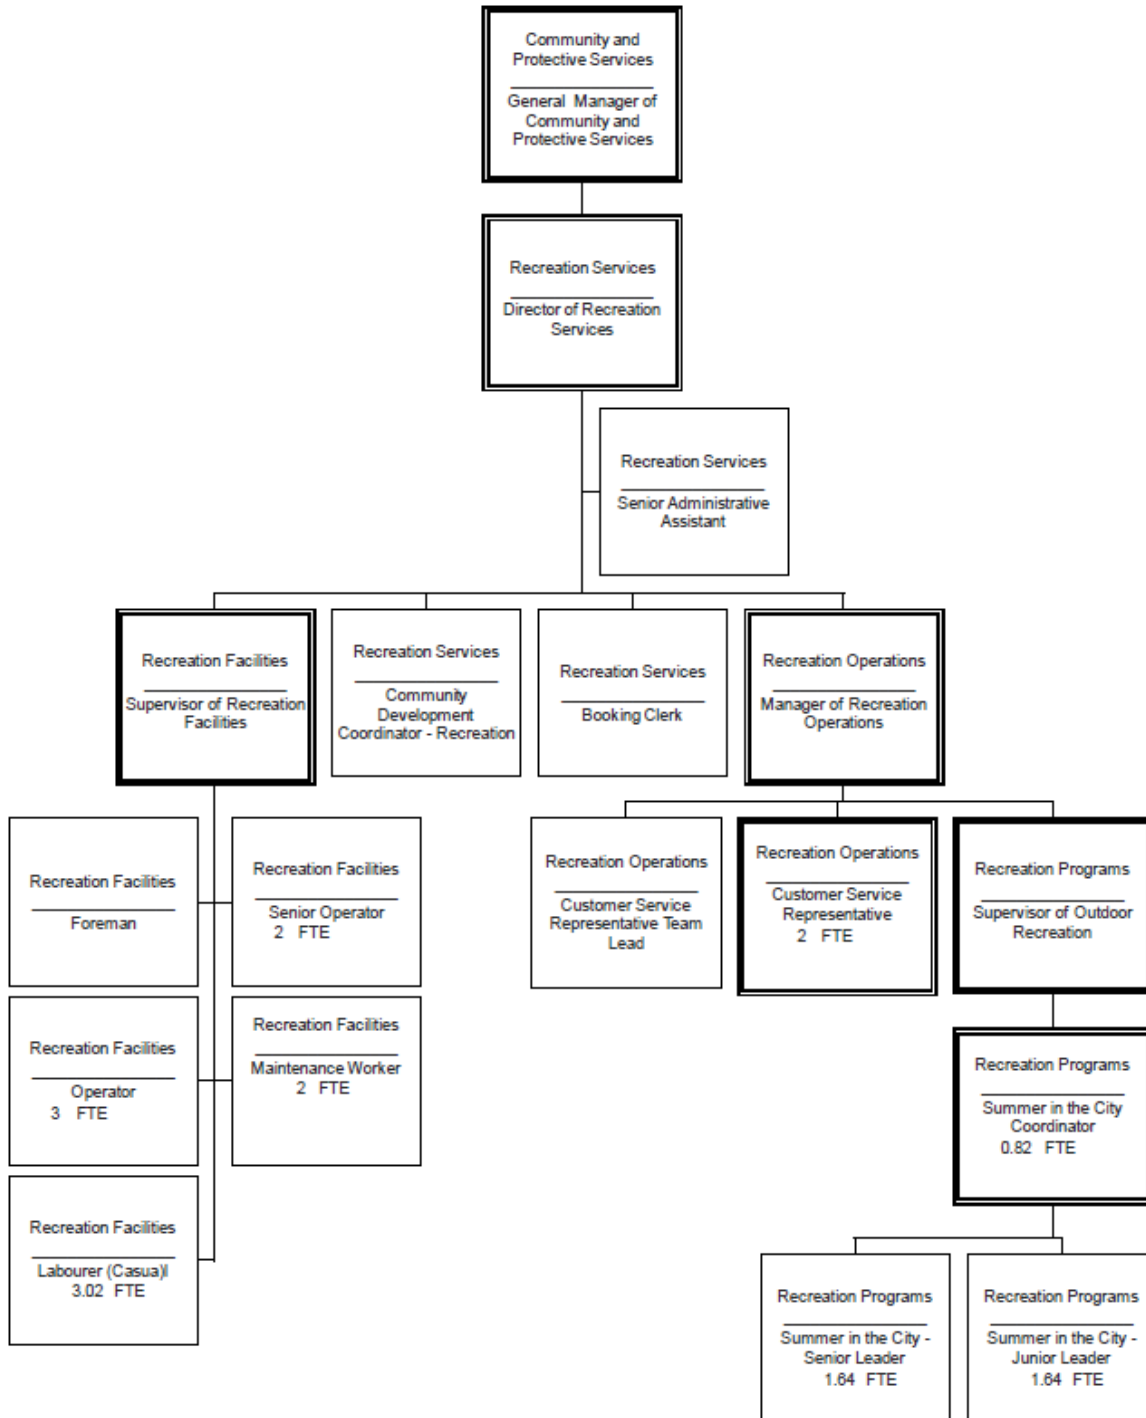 Community and
Protective Services
General Manager of
Community and
Protective Services
Recreation Services
Director of Recreation
Services
Recreation Services
Senior Administrative
Assistant
Recreation Facilities
Supervisor of Recreation
Facilities
Recreation Services
Community
Development
Coordinator - Recreation
Recreation Services
Booking Clerk
Recreation Operations
Manager of Recreation
Operations
Recreation Facilities
Foreman
Recreation Facilities
Senior Operator
2 FTE
Recreation Operations
Customer Service
Representative Team
Lead
Recreation Operations
Customer Service
Representative
2 FTE
Recreation Programs
Supervisor of Outdoor
Recreation
Recreation Facilities
Operator
3 FTE
Recreation Facilities
Maintenance Worker
2 FTE
Recreation Programs
Summer in the City
Coordinator
0.82 FTE
Recreation Facilities
Labourer (Casua)l
3.02 FTE
Recreation Programs
Summer in the City -
Senior Leader
1.64 FTE
Recreation Programs
Summer in the City -
Junior Leader
1.64 FTE